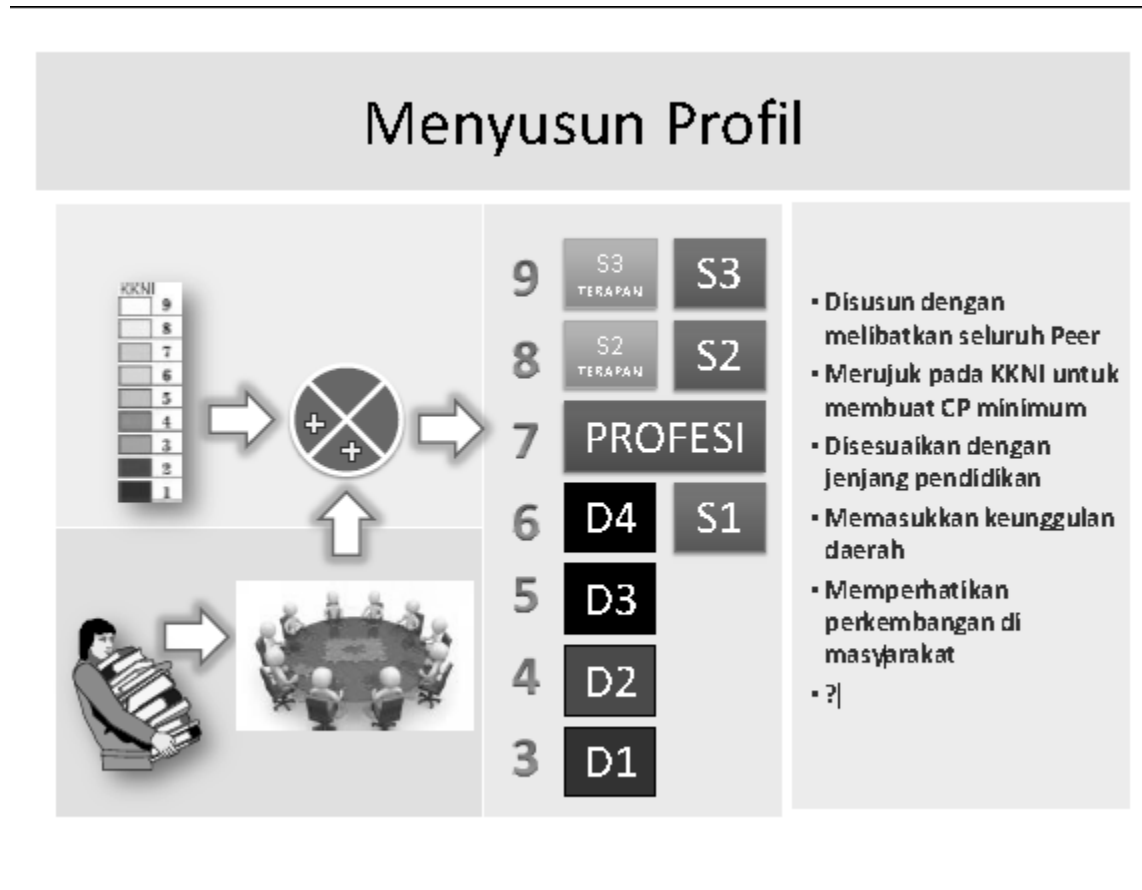 Menyusun Profil
KKNI
9
8
7
6
5
4
3
2
1
9 S3 TERAPAN S3
8 S2 TERAPAN S2
7 PROFESI
6 D4 S1
5 D3
4 D2
3 D1
▪ Disusun dengan
melibatkan seluruh Peer
▪ Merujuk pada KKNI untuk
membuat CP minimum
▪ Disesuaikan dengan
jenjang pendidikan
▪ Memasukkan keunggulan
daerah
▪ Memperhatikan
perkembangan di
masyarakat
▪ ?